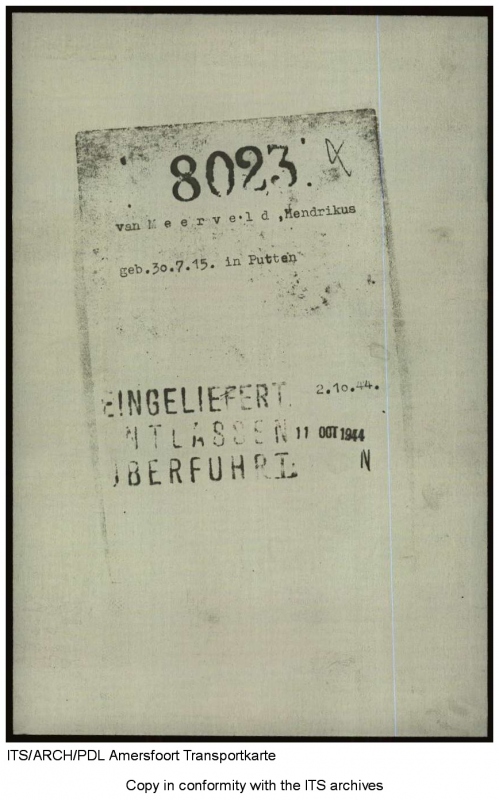 8023.
van M e e r v e l d ,Hendrikus
geb.30.7.15. in Putten
EINGELIEFERT. 2.10.44.
NTLASSEN 11 OCT 1944
BERFUHRT. N
ITS/ARCH/PDL Amersfoort Transportkarte
Copy in conformity with the ITS archives